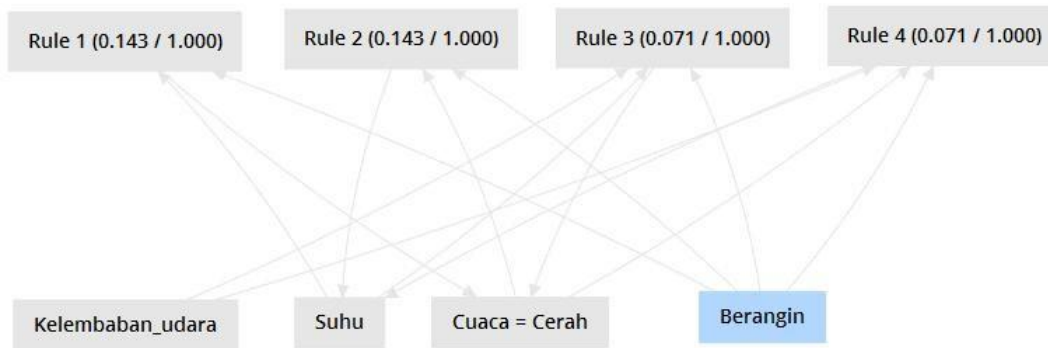 Rule 1 (0.143 / 1.000)
Rule 2 (0.143 / 1.000)
Rule 3 (0.071 / 1.000)
Rule 4 (0.071 / 1.000)
Kelembaban_udara
Suhu
Cuaca = Cerah
Berangin